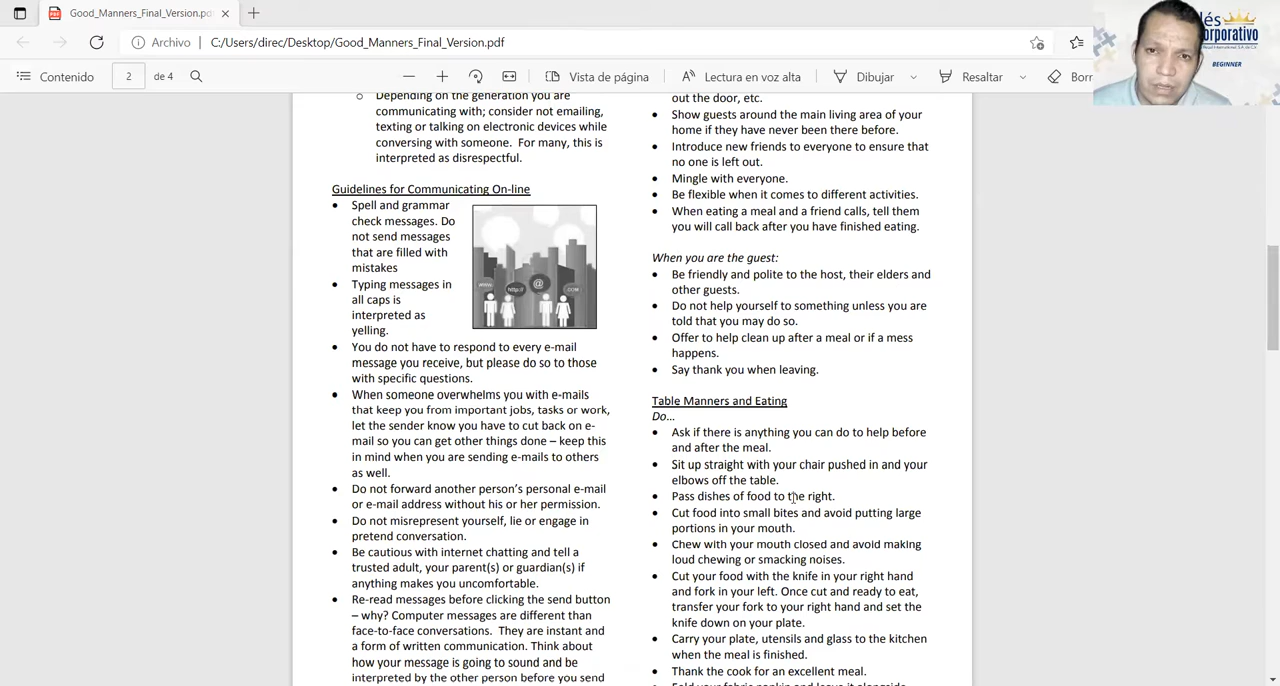 Good_Manners_Final_Version.pd
Archivo
C:/Users/direc/Desktop/Good_Manners_Final_Version.pdf
Contenido
2
de 4
Vista de página
Lectura en voz alta
Dibujar
Resaltar
Borr
BEGINNER
Depending on the generation you are
communicating with; consider not emailing,
texting or talking on electronic devices while
conversing with someone. For many, this is
interpreted as disrespectful.
Guidelines for Communicating On-line
• Spell and grammar
check messages. Do
not send messages
that are filled with
mistakes
• Typing messages in
all caps is
interpreted as
yelling.
www.
http://
@
.COM
• You do not have to respond to every e-mail
message you receive, but please do so to those
with specific questions.
• When someone overwhelms you with e-mails
that keep you from important jobs, tasks or work,
let the sender know you have to cut back on e-
mail so you can get other things done – keep this
in mind when you are sending e-mails to others
as well.
• Do not forward another person's personal e-mail
or e-mail address without his or her permission.
• Do not misrepresent yourself, lie or engage in
pretend conversation.
• Be cautious with internet chatting and tell a
trusted adult, your parent(s) or guardian(s) if
anything makes you uncomfortable.
• Re-read messages before clicking the send button
– why? Computer messages are different than
face-to-face conversations. They are instant and
a form of written communication. Think about
how your message is going to sound and be
interpreted by the other person before you send
out the door, etc.
• Show guests around the main living area of your
home if they have never been there before.
• Introduce new friends to everyone to ensure that
no one is left out.
• Mingle with everyone.
• Be flexible when it comes to different activities.
• When eating a meal and a friend calls, tell them
you will call back after you have finished eating.
When you are the guest:
• Be friendly and polite to the host, their elders and
other guests.
• Do not help yourself to something unless you are
told that you may do so.
• Offer to help clean up after a meal or if a mess
happens.
• Say thank you when leaving.
Table Manners and Eating
Do...
• Ask if there is anything you can do to help before
and after the meal.
• Sit up straight with your chair pushed in and your
elbows off the table.
• Pass dishes of food to the right.
• Cut food into small bites and avoid putting large
portions in your mouth.
• Chew with your mouth closed and avoid making
loud chewing or smacking noises.
• Cut your food with the knife in your right hand
and fork in your left. Once cut and ready to eat,
transfer your fork to your right hand and set the
knife down on your plate.
• Carry your plate, utensils and glass to the kitchen
when the meal is finished.
• Thank the cook for an excellent meal.